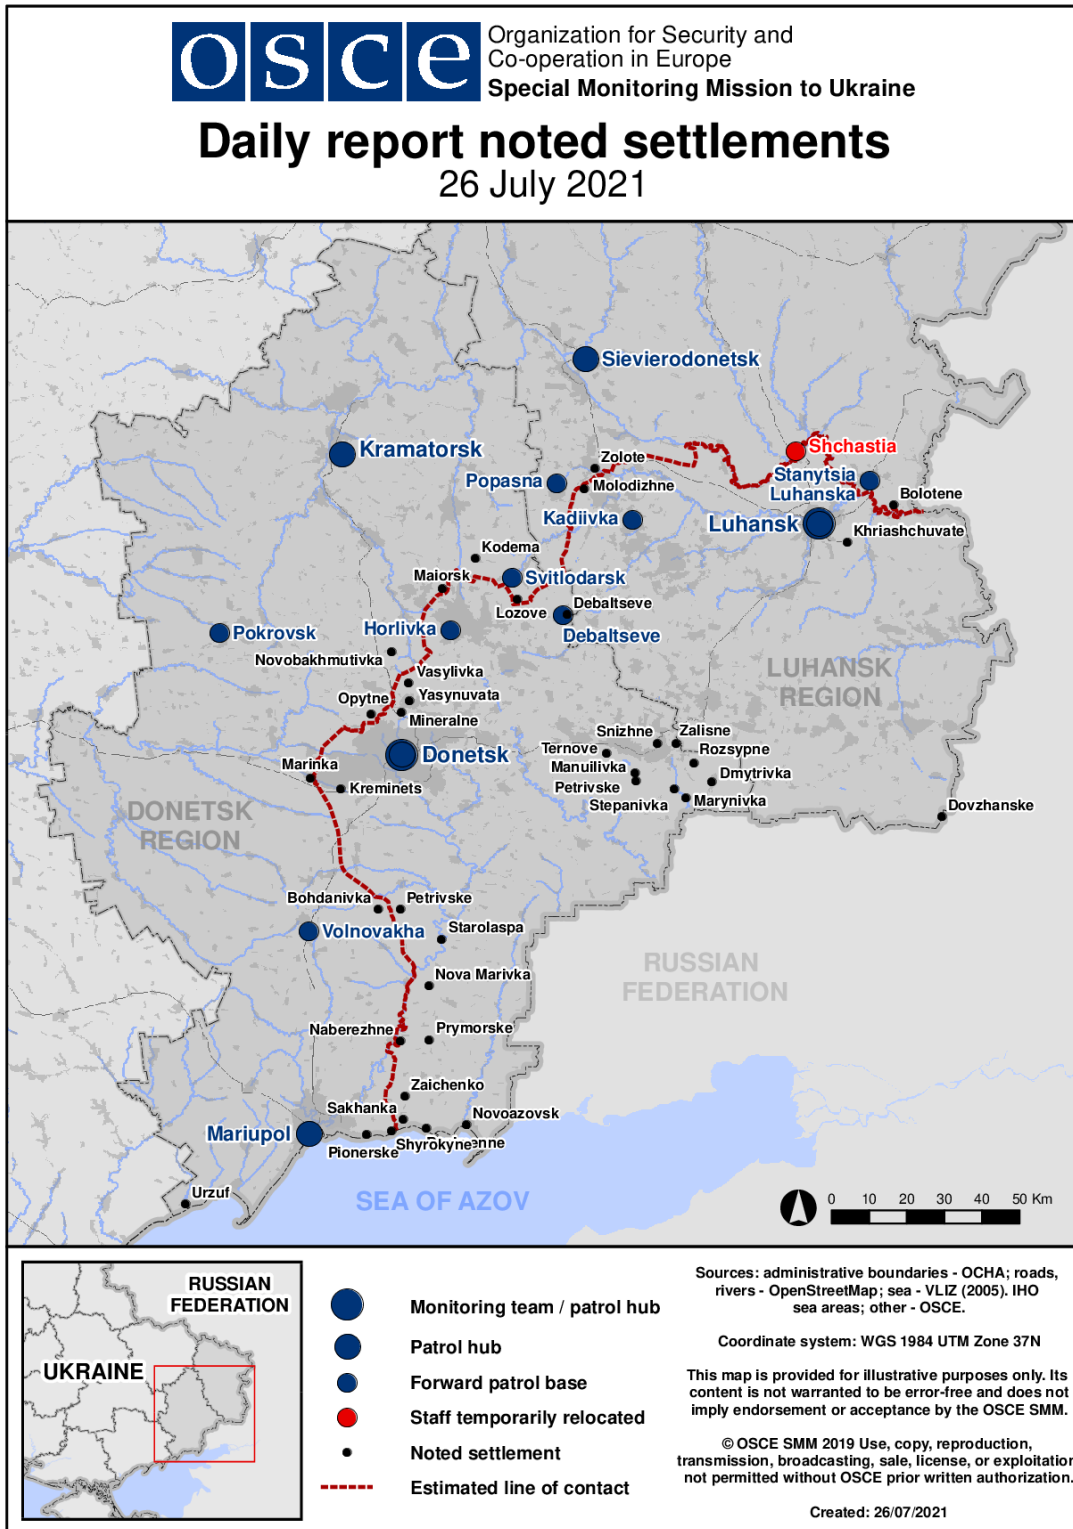 osce
Organization for Security and
Co-operation in Europe
Special Monitoring Mission to Ukraine
Daily report noted settlements
26 July 2021
Sievierodonetsk
Kramatorsk
Shchastia
Zolote
Popasna
Molodizhne
Stanytsia
Luhanska
Bolotene
Kadiivka
Luhansk
Khriashchuvate
Kodema
Maiorsk
Svitlodarsk
Lozove
Debaltseve
Debaltseve
Horlivka
Pokrovsk
Novobakhmutivka
Vasylivka
LUHANSK
REGION
Yasynuvata
Opytne
Mineralne
Snizhne
Zalisne
Ternove
Rozsypne
Donetsk
Marinka
Manuilivka
Dmytrivka
Kreminets
Petrivske
Stepanivka
Marynivka
Dovzhanske
DONETSK
REGION
Bohdanivka
Petrivske
Volnovakha
Starolaspa
Nova Marivka
RUSSIAN
FEDERATION
Naberezhne
Prymorske
Zaichenko
Sakhanka
Novoazovsk
Mariupol
Pionerske
Shyrokyne
enne
Urzuf
SEA OF AZOV
0 10 20 30 40 50 Km
RUSSIAN
FEDERATION
UKRAINE
Monitoring team / patrol hub
Patrol hub
Forward patrol base
Staff temporarily relocated
Noted settlement
Estimated line of contact
Sources: administrative boundaries - OCHA; roads,
rivers - OpenStreetMap; sea - VLIZ (2005). IHO
sea areas; other - OSCE.
Coordinate system: WGS 1984 UTM Zone 37N
This map is provided for illustrative purposes only. Its
content is not warranted to be error-free and does not
imply endorsement or acceptance by the OSCE SMM.
© OSCE SMM 2019 Use, copy, reproduction,
transmission, broadcasting, sale, license, or exploitation
not permitted without OSCE prior written authorization.
Created: 26/07/2021